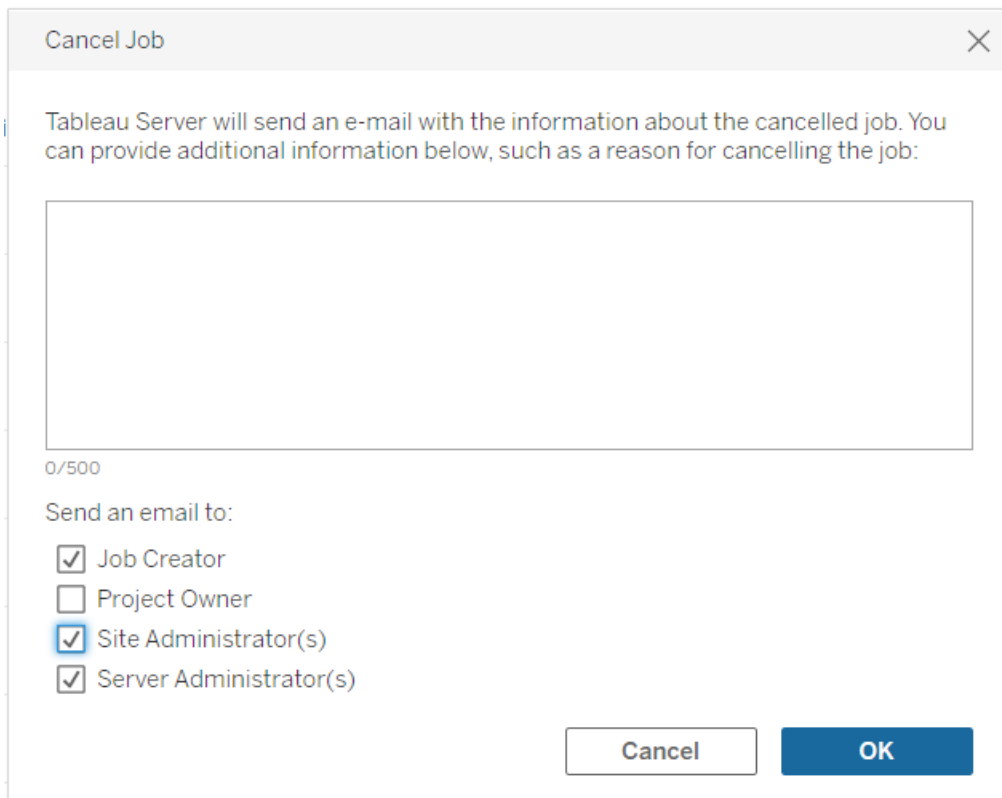 Cancel Job
Tableau Server will send an e-mail with the information about the cancelled job. You
can provide additional information below, such as a reason for cancelling the job:
0/500
Send an email to:
Job Creator
Project Owner
Site Administrator(s)
Server Administrator(s)
Cancel
OK